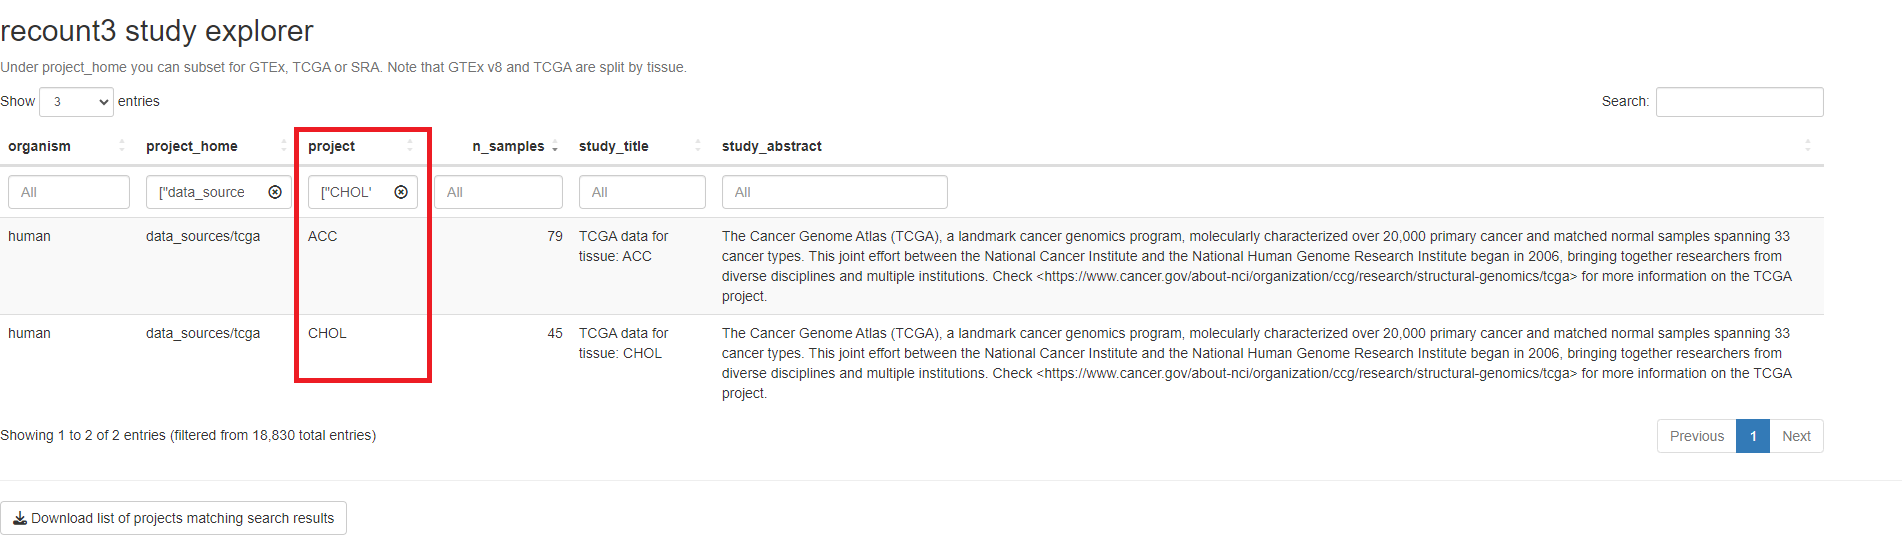 recount3 study explorer
Under project_home you can subset for GTEx, TCGA or SRA. Note that GTEx v8 and TCGA are split by tissue.
Show 3 entries Search:
organism project_home project n_samples study_title study_abstract
All ["data_source ["CHOL' All All All
human data_sources/tcga ACC 79 TCGA data for The Cancer Genome Atlas (TCGA), a landmark cancer genomics program, molecularly characterized over 20,000 primary cancer and matched normal samples spanning 33
tissue: ACC cancer types. This joint effort between the National Cancer Institute and the National Human Genome Research Institute began in 2006, bringing together researchers from
diverse disciplines and multiple institutions. Check <https://www.cancer.gov/about-nci/organization/ccg/research/structural-genomics/tcga> for more information on the TCGA
project.
human data_sources/tcga CHOL 45 TCGA data for The Cancer Genome Atlas (TCGA), a landmark cancer genomics program, molecularly characterized over 20,000 primary cancer and matched normal samples spanning 33
tissue: CHOL cancer types. This joint effort between the National Cancer Institute and the National Human Genome Research Institute began in 2006, bringing together researchers from
diverse disciplines and multiple institutions. Check <https://www.cancer.gov/about-nci/organization/ccg/research/structural-genomics/tcga> for more information on the TCGA
project.
Showing 1 to 2 of 2 entries (filtered from 18,830 total entries) Previous 1 Next
Download list of projects matching search results